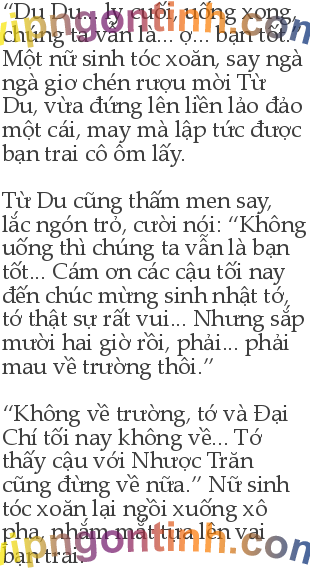 “Du Du... ly cuối, uống xong,
chúng ta vẫn là... ợ... bạn tốt.”
Một nữ sinh tóc xoăn, say ngà
ngà giơ chén rượu mời Từ
Du, vừa đứng lên liền lảo đảo
một cái, may mà lập tức được
bạn trai cô ôm lấy.
Từ Du cũng thấm men say,
lắc ngón trỏ, cười nói: “Không
uống thì chúng ta vẫn là bạn
tốt... Cám ơn các cậu tối nay
đến chúc mừng sinh nhật tớ,
tớ thật sự rất vui... Nhưng sắp
mười hai giờ rồi, phải... phải
mau về trường thôi.”
“Không về trường, tớ và Đại
Chí tối nay không về... Tớ
thấy cậu với Nhược Trăn
cũng đừng về nữa.” Nữ sinh
tóc xoăn lại ngồi xuống xô
pha, nhắm mắt tựa lên vai
bạn trai.